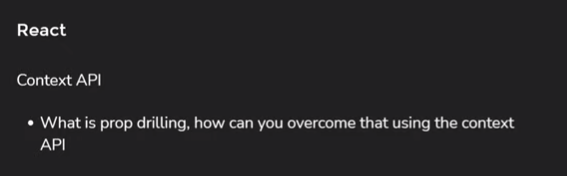 React
Context API
• What is prop drilling, how can you overcome that using the context
API